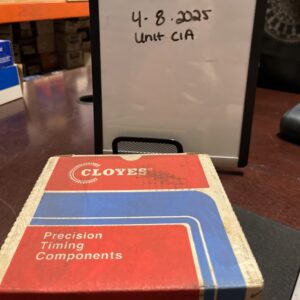 4-8-2025
Unit C1A
CLOYES
Precision
Timing
Components